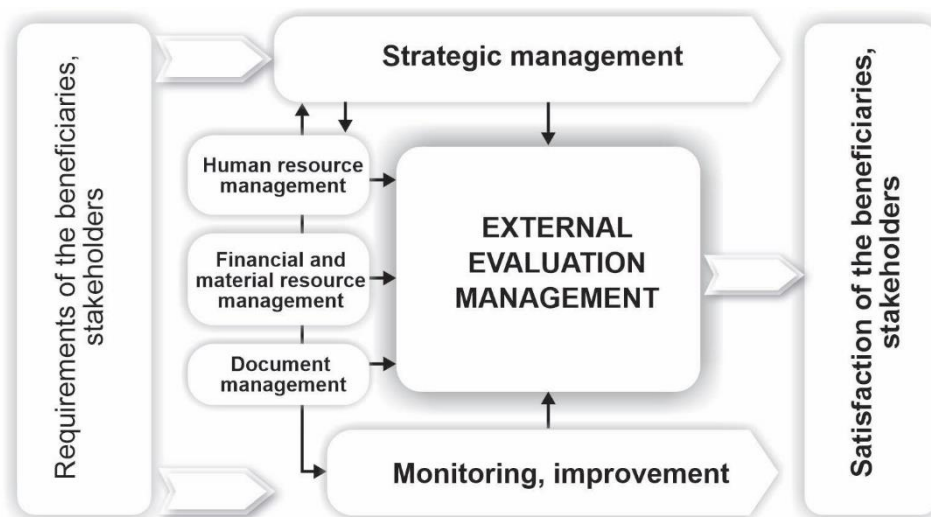 Requirements of the beneficiaries,
stakeholders
Strategic management
Human resource
management
Financial and
material resource
management
Document
management
EXTERNAL
EVALUATION
MANAGEMENT
Monitoring, improvement
Satisfaction of the beneficiaries,
stakeholders